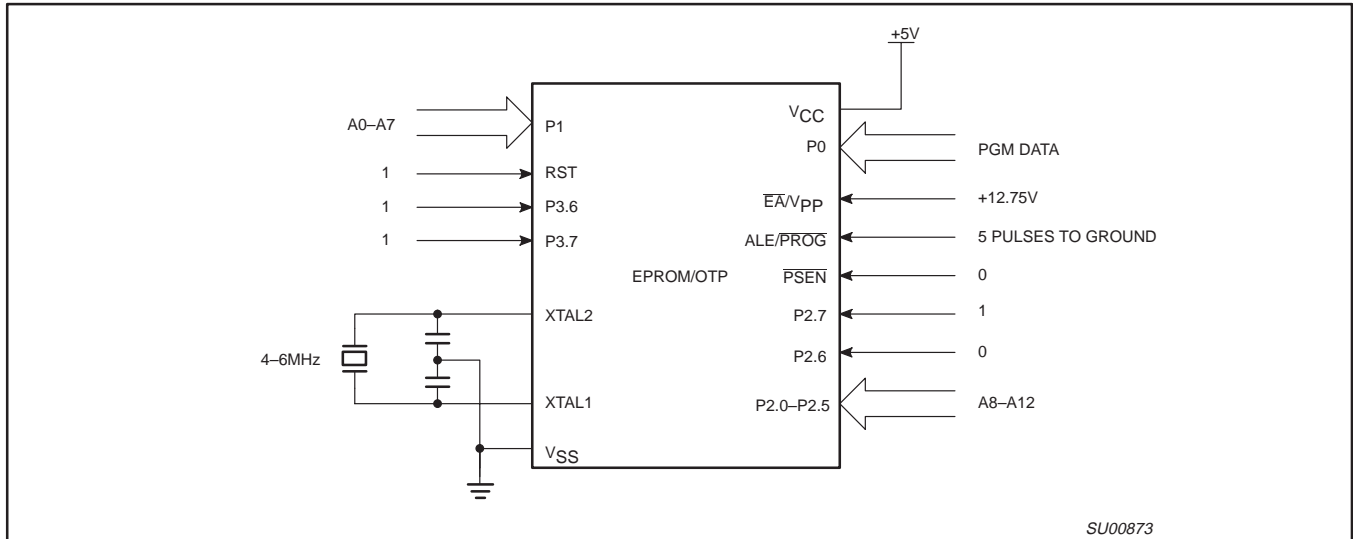 +5V
A0–A7
P1
1
RST
1
P3.6
1
P3.7
EPROM/OTP
4–6MHz
XTAL2
XTAL1
VSS
VCC
P0
PGM DATA
EA/VPP
+12.75V
ALE/PROG
5 PULSES TO GROUND
PSEN
0
P2.7
1
P2.6
0
P2.0–P2.5
A8–A12
SU00873